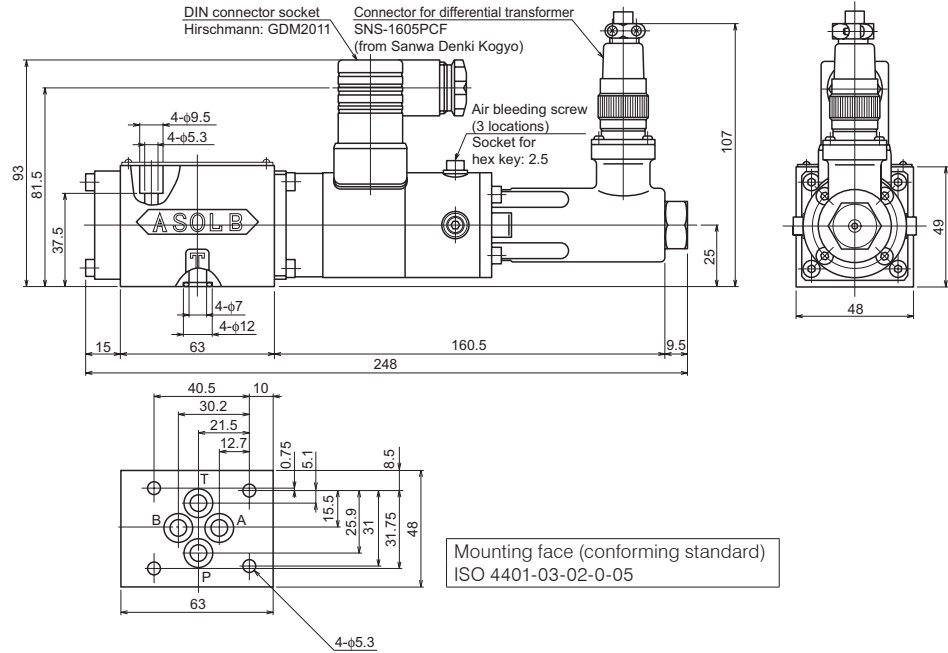 DIN connector socket
Hirschmann: GDM2011
Connector for differential transformer
SNS-1605PCF
(from Sanwa Denki Kogyo)
Air bleeding screw
(3 locations)
Socket for
hex key: 2.5
4-φ9.5
4-φ5.3
93
81.5
37.5
ASOL B
T
4-φ7
4-φ12
15
63
160.5
9.5
248
25
107
49
48
40.5
10
30.2
21.5
12.7
0.75
5.1
8.5
T
B
A
P
15.5
25.9
31
31.75
48
63
4-φ5.3
Mounting face (conforming standard)
ISO 4401-03-02-0-05